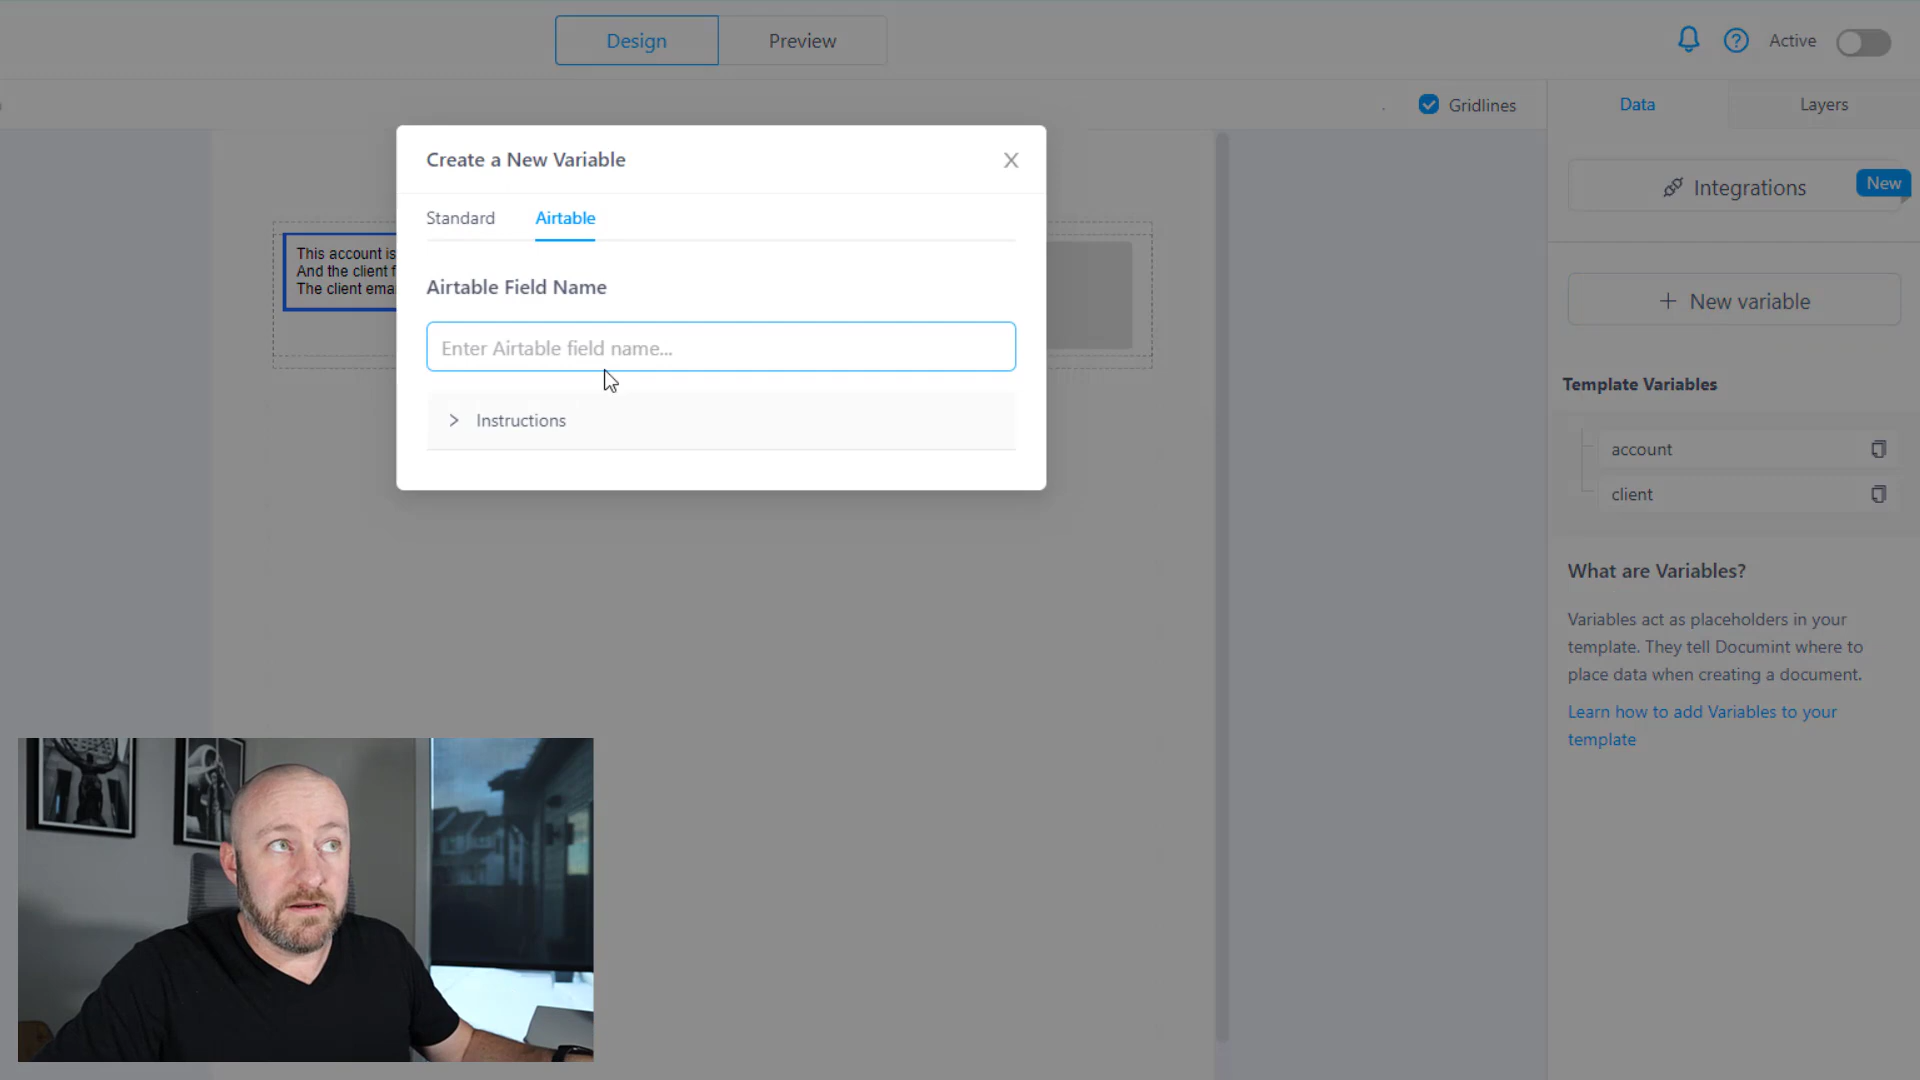 Design
Preview
Active
Gridlines
Data
Layers
Create a New Variable
X
Standard
Airtable
Airtable Field Name
Enter Airtable field name...
Instructions
This account is
And the client f
The client ema
Integrations
New
+ New variable
Template Variables
account
client
What are Variables?
Variables act as placeholders in your
template. They tell Documint where to
place data when creating a document.
Learn how to add Variables to your
template